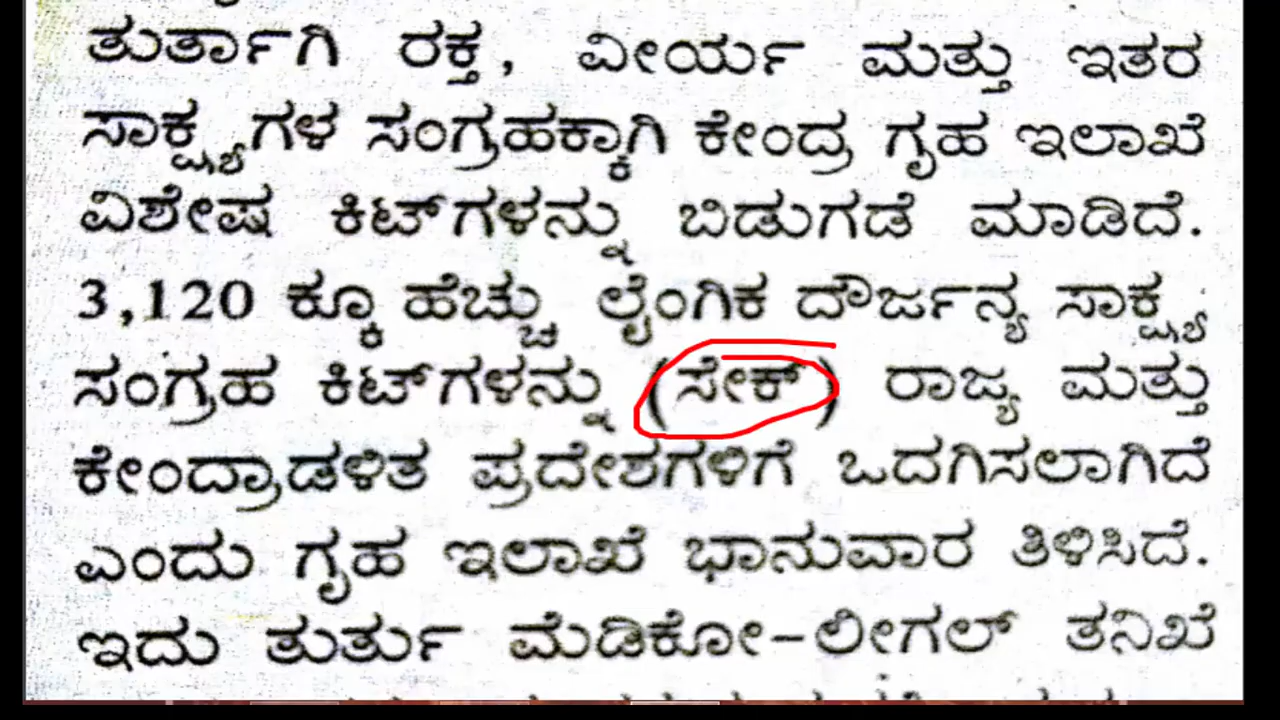 ತುರ್ತಾಗಿ ರಕ್ತ, ವೀರ್ಯ ಮತ್ತು ಇತರ
ಸಾಕ್ಷ್ಯಗಳ ಸಂಗ್ರಹಕ್ಕಾಗಿ ಕೇಂದ್ರ ಗೃಹ ಇಲಾಖೆ
ವಿಶೇಷ ಕಿಟ್‌ಗಳನ್ನು ಬಿಡುಗಡೆ ಮಾಡಿದೆ.
3,120 ಕ್ಕೂ ಹೆಚ್ಚು ಲೈಂಗಿಕ ದೌರ್ಜನ್ಯ ಸಾಕ್ಷ್ಯ
ಸಂಗ್ರಹ ಕಿಟ್‌ಗಳನ್ನು (ಸೇಕ್) ರಾಜ್ಯ ಮತ್ತು
ಕೇಂದ್ರಾಡಳಿತ ಪ್ರದೇಶಗಳಿಗೆ ಒದಗಿಸಲಾಗಿದೆ
ಎಂದು ಗೃಹ ಇಲಾಖೆ ಭಾನುವಾರ ತಿಳಿಸಿದೆ.
ಇದು ತುರ್ತು ಮೆಡಿಕೋ-ಲೀಗಲ್ ತನಿಖೆ